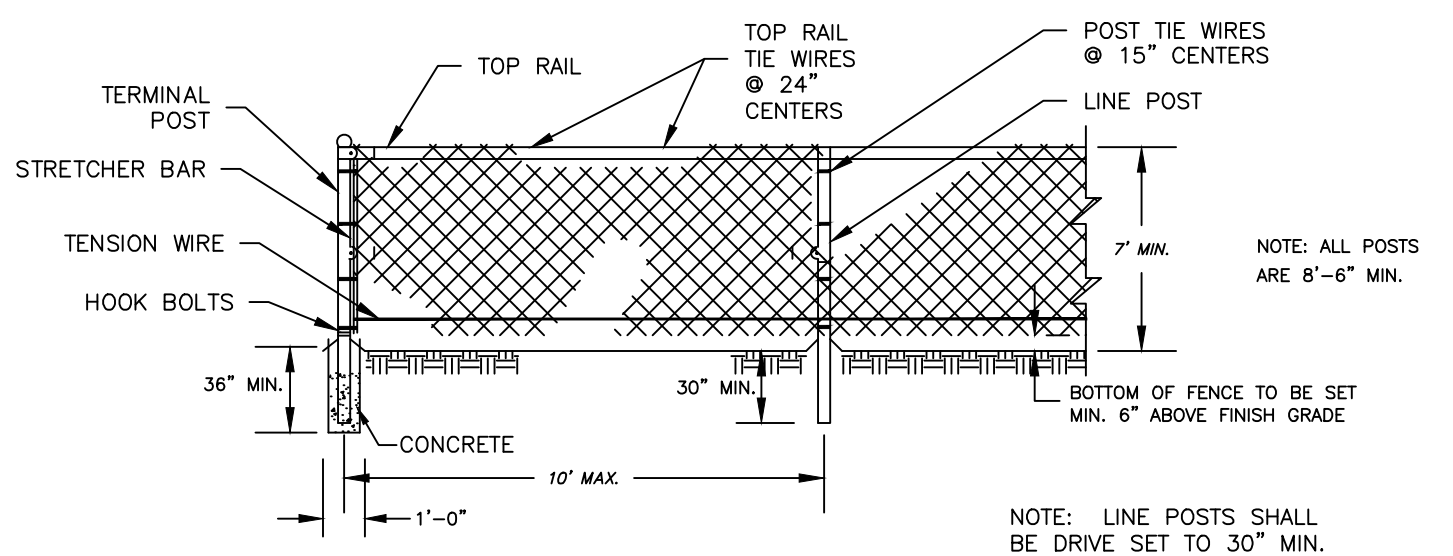 TOP RAIL
TIE WIRES
@ 24"
CENTERS
POST TIE WIRES
@ 15" CENTERS
TOP RAIL
TERMINAL
POST
LINE POST
STRETCHER BAR
TENSION WIRE
HOOK BOLTS
7' MIN.
NOTE: ALL POSTS
ARE 8'-6" MIN.
36" MIN.
30" MIN.
BOTTOM OF FENCE TO BE SET
MIN. 6" ABOVE FINISH GRADE
CONCRETE
10' MAX.
1'-0"
NOTE: LINE POSTS SHALL
BE DRIVE SET TO 30" MIN.